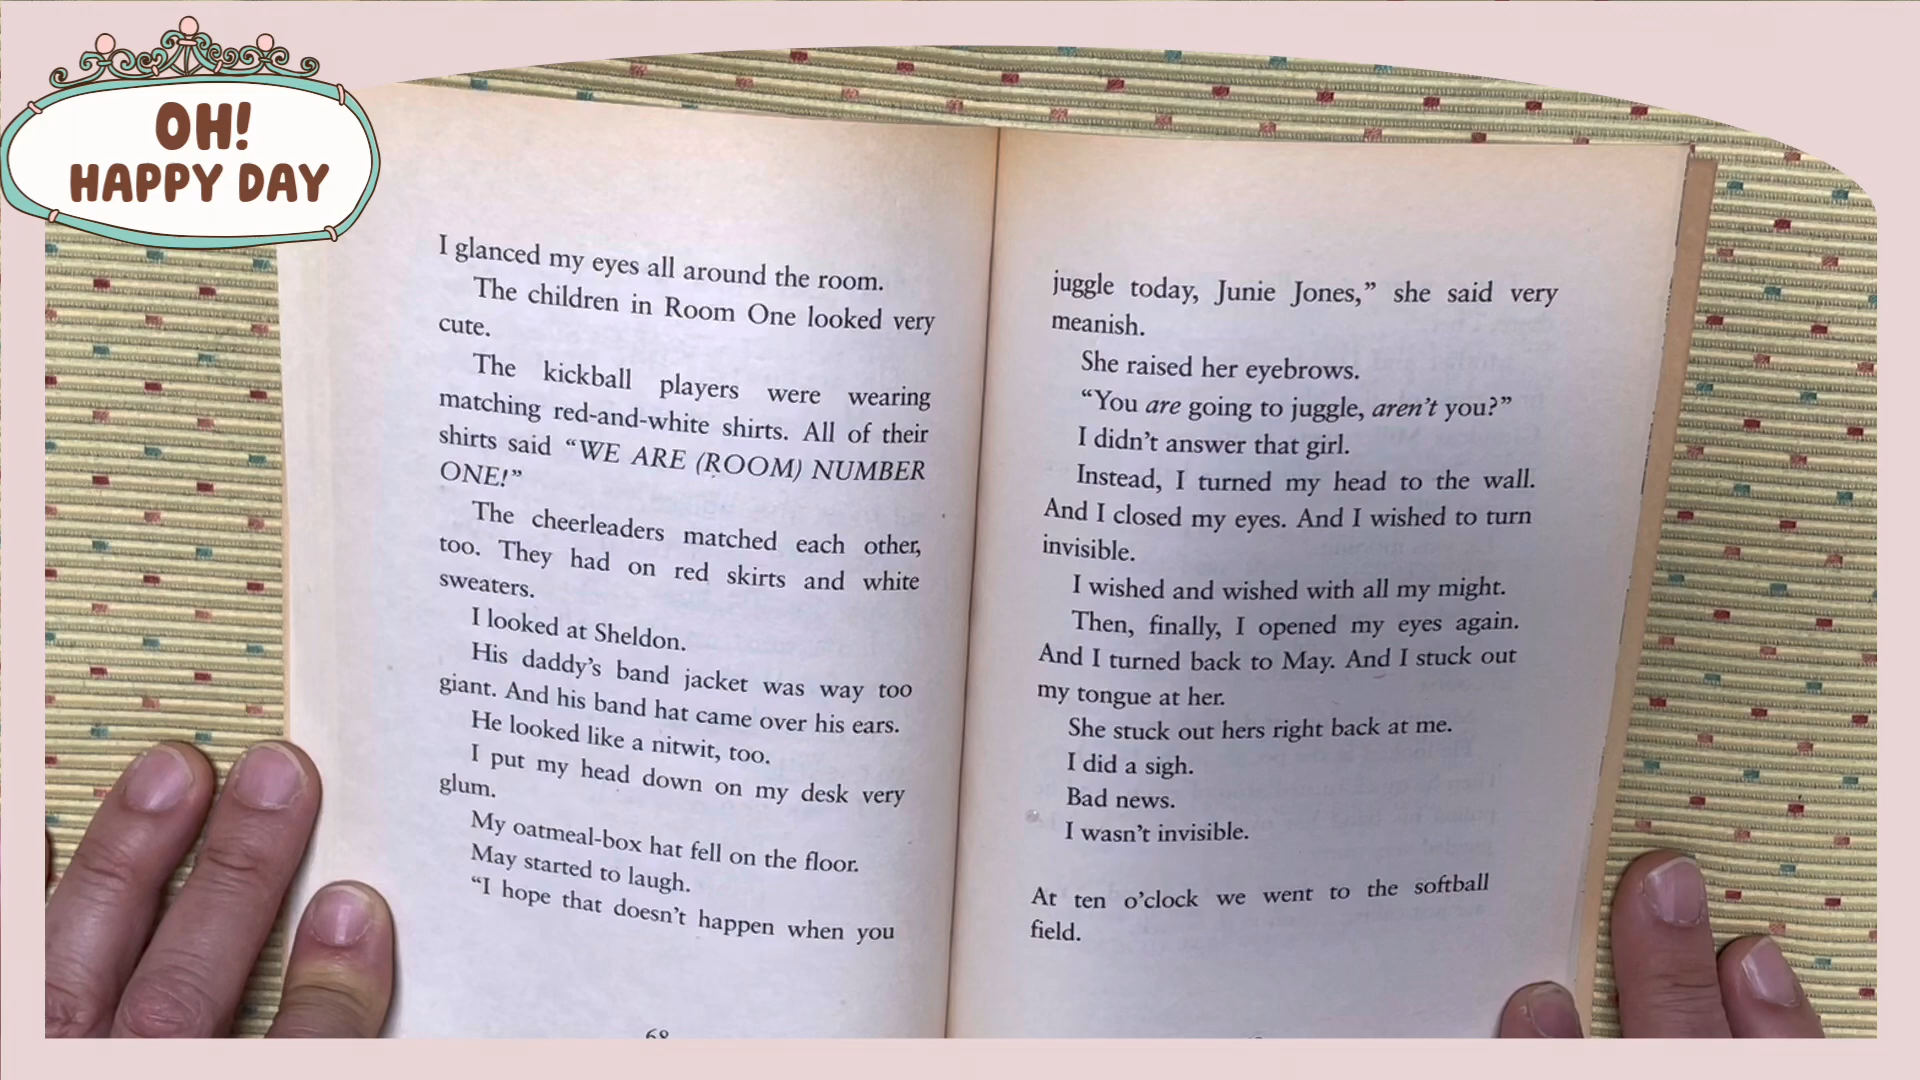 OH!
HAPPY DAY
I glanced my eyes all around the room.
The children in Room One looked very
cute.
The kickball players were wearing
matching red-and-white shirts. All of their
shirts said “WE ARE (ROOM) NUMBER
ONE!”
The cheerleaders matched each other,
too. They had on red skirts and white
sweaters.
I looked at Sheldon.
His daddy’s band jacket was way too
giant. And his band hat came over his ears.
He looked like a nitwit, too.
I put my head down on my desk very
glum.
My oatmeal-box hat fell on the floor.
May started to laugh.
“I hope that doesn’t happen when you
juggle today, Junie Jones,” she said very
meanish.
She raised her eyebrows.
“You are going to juggle, aren’t you?”
I didn’t answer that girl.
Instead, I turned my head to the wall.
And I closed my eyes. And I wished to turn
invisible.
I wished and wished with all my might.
Then, finally, I opened my eyes again.
And I turned back to May. And I stuck out
my tongue at her.
She stuck out hers right back at me.
I did a sigh.
Bad news.
I wasn’t invisible.
At ten o’clock we went to the softball
field.